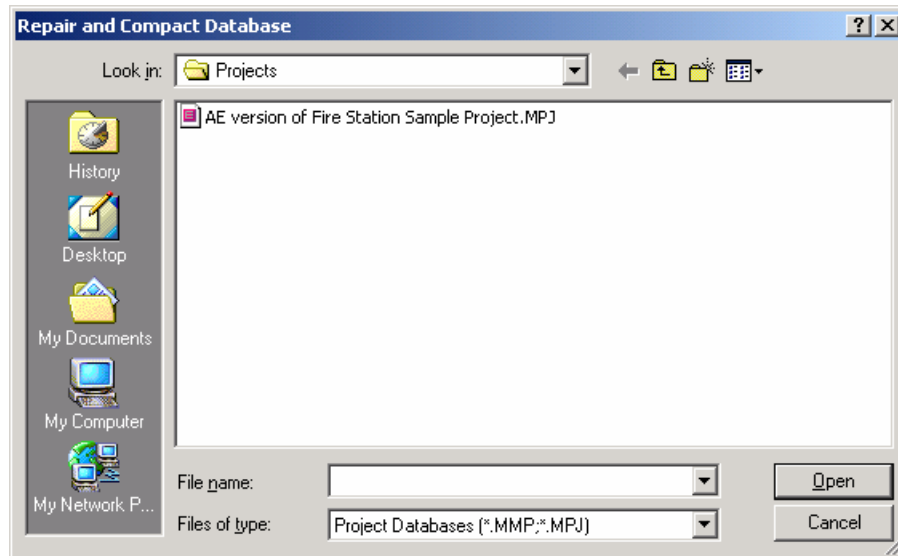 Repair and Compact Database
Look in: Projects
AE version of Fire Station Sample Project.MPJ
History
Desktop
My Documents
My Computer
My Network P...
File name:
Open
Files of type: Project Databases (*.MMP;*.MPJ)
Cancel